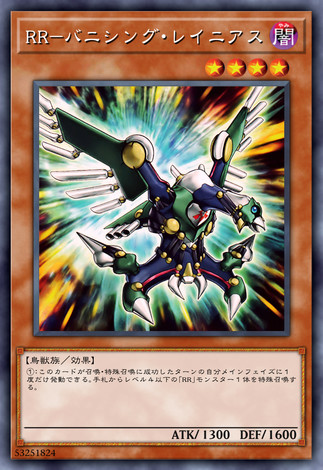 RR－バニシング・レイニアス
闇
やみ
【鳥獣族／効果】
①：このカードが召喚・特殊召喚に成功したターンの自分メインフェイズに１
度だけ発動できる。手札からレベル４以下の「RR」モンスター１体を特殊召喚す
る。
ATK/ 1300 DEF/ 1600
53251824